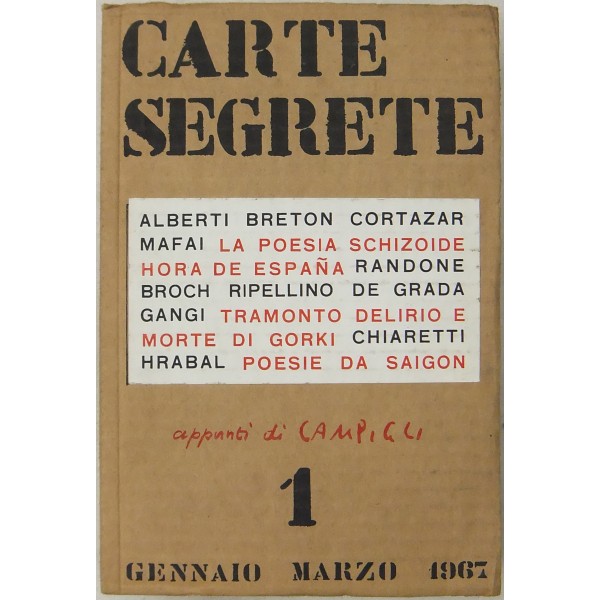 CARTE
SEGRETE
ALBERTI BRETON CORTAZAR
MAFAI LA POESIA SCHIZOIDE
HORA DE ESPAÑA RANDONE
BROCH RIPELLINO DE GRADA
GANGI TRAMONTO DELIRIO E
MORTE DI GORKI CHIARETTI
HRABAL POESIE DA SAIGON
appunti di CAMPIGLI
1
GENNAIO MARZO 1967